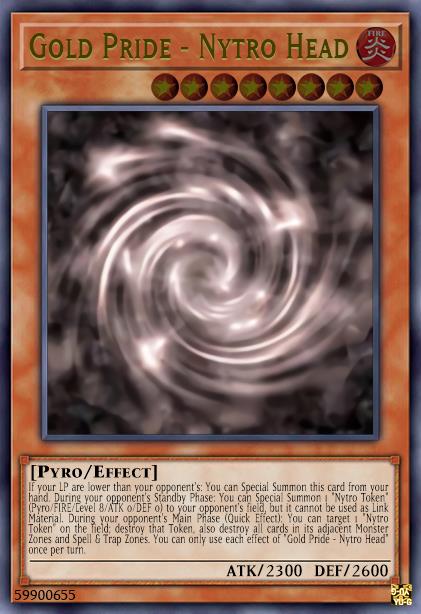 GOLD PRIDE - NYTRO HEAD
FIRE
炎
[PYRO/EFFECT]
If your LP are lower than your opponent's: You can Special Summon this card from your
hand. During your opponent's Standby Phase: You can Special Summon 1 "Nytro Token"
(Pyro/FIRE/Level 8/ATK 0/DEF 0) to your opponent's field, but it cannot be used as Link
Material. During your opponent's Main Phase (Quick Effect): You can target 1 "Nytro
Token" on the field; destroy that Token, also destroy all cards in its adjacent Monster
Zones and Spell & Trap Zones. You can only use each effect of "Gold Pride - Nytro Head"
once per turn.
ATK/2300 DEF/2600
59900655